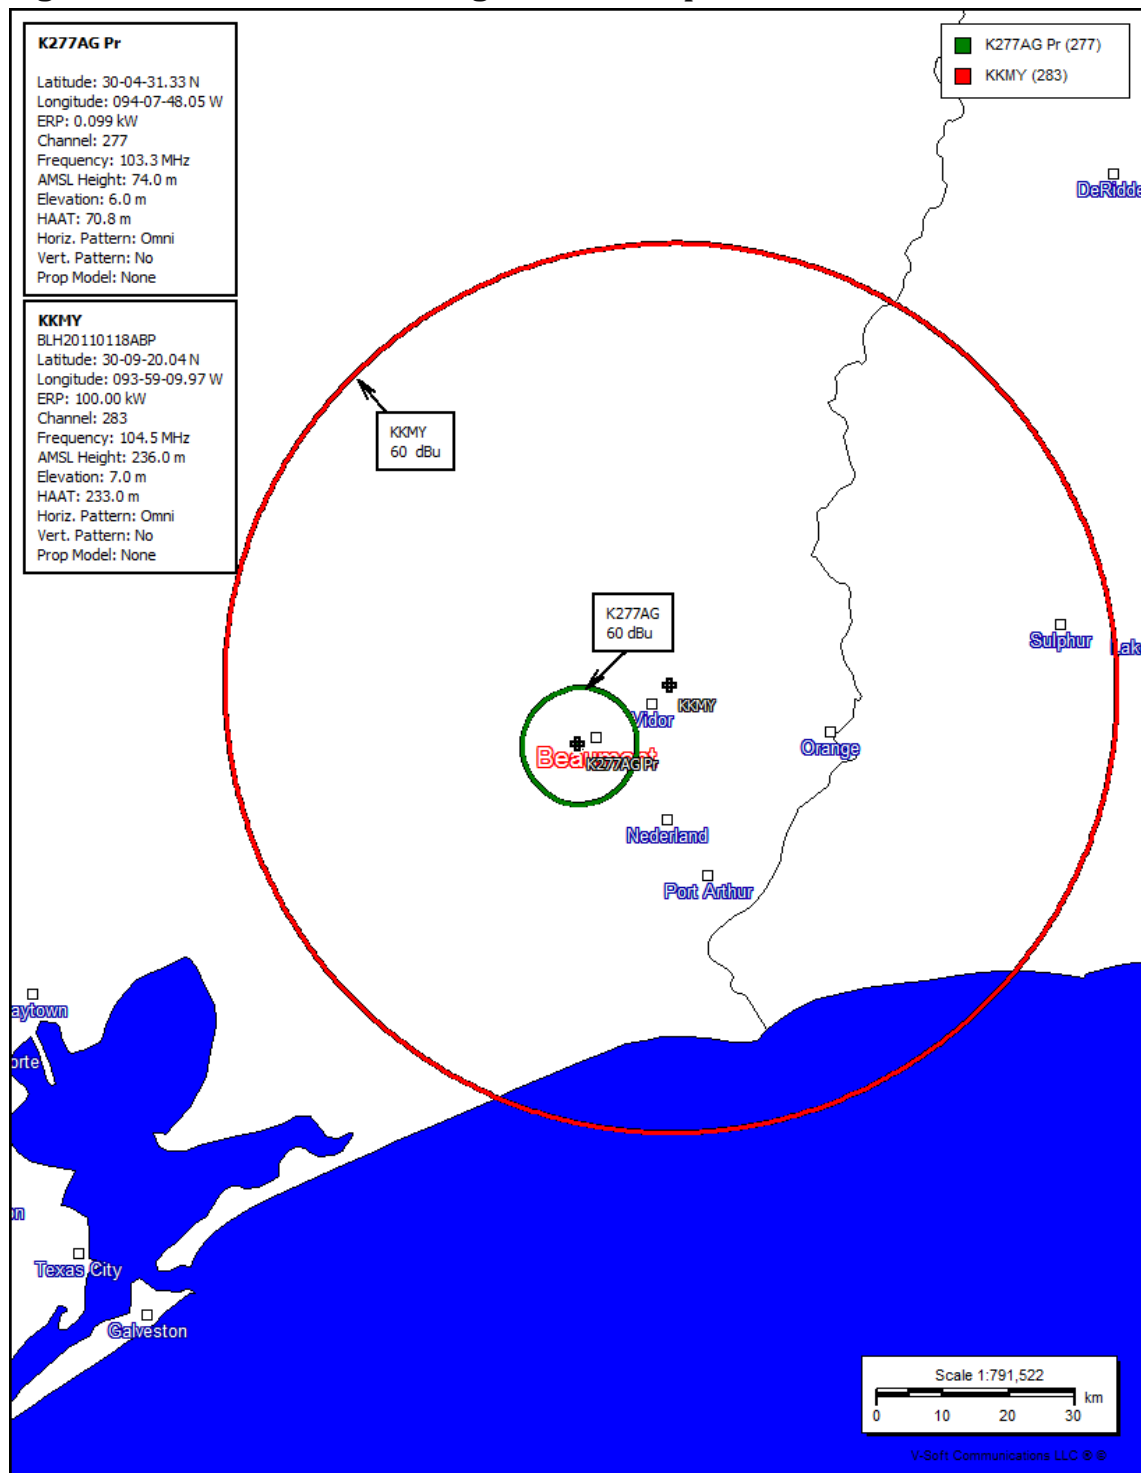 K277AG Pr
Latitude: 30-04-31.33 N
Longitude: 094-07-48.05 W
ERP: 0.099 kW
Channel: 277
Frequency: 103.3 MHz
AMSL Height: 74.0 m
Elevation: 6.0 m
HAAT: 70.8 m
Horiz. Pattern: Omni
Vert. Pattern: No
Prop Model: None
KKMY
BLH20110118ABP
Latitude: 30-09-20.04 N
Longitude: 093-59-09.97 W
ERP: 100.00 kW
Channel: 283
Frequency: 104.5 MHz
AMSL Height: 236.0 m
Elevation: 7.0 m
HAAT: 233.0 m
Horiz. Pattern: Omni
Vert. Pattern: No
Prop Model: None
K277AG Pr (277)
KKMY (283)
DeRidde
KKMY
60 dBu
K277AG
60 dBu
Sulphur
Lak
KKMY
Vidor
Orange
Beaumont
K277AG Pr
Nederland
Port Arthur
aytown
orte
on
Texas City
Galveston
Scale 1:791,522
km
0 10 20 30
V-Soft Communications LLC ® ©